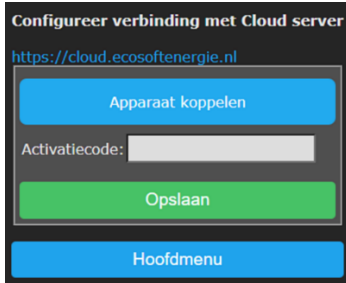 Configureer verbinding met Cloud server
https://cloud.ecosoftenergie.nl
Apparaat koppelen
Activatiecode:
Opslaan
Hoofdmenu